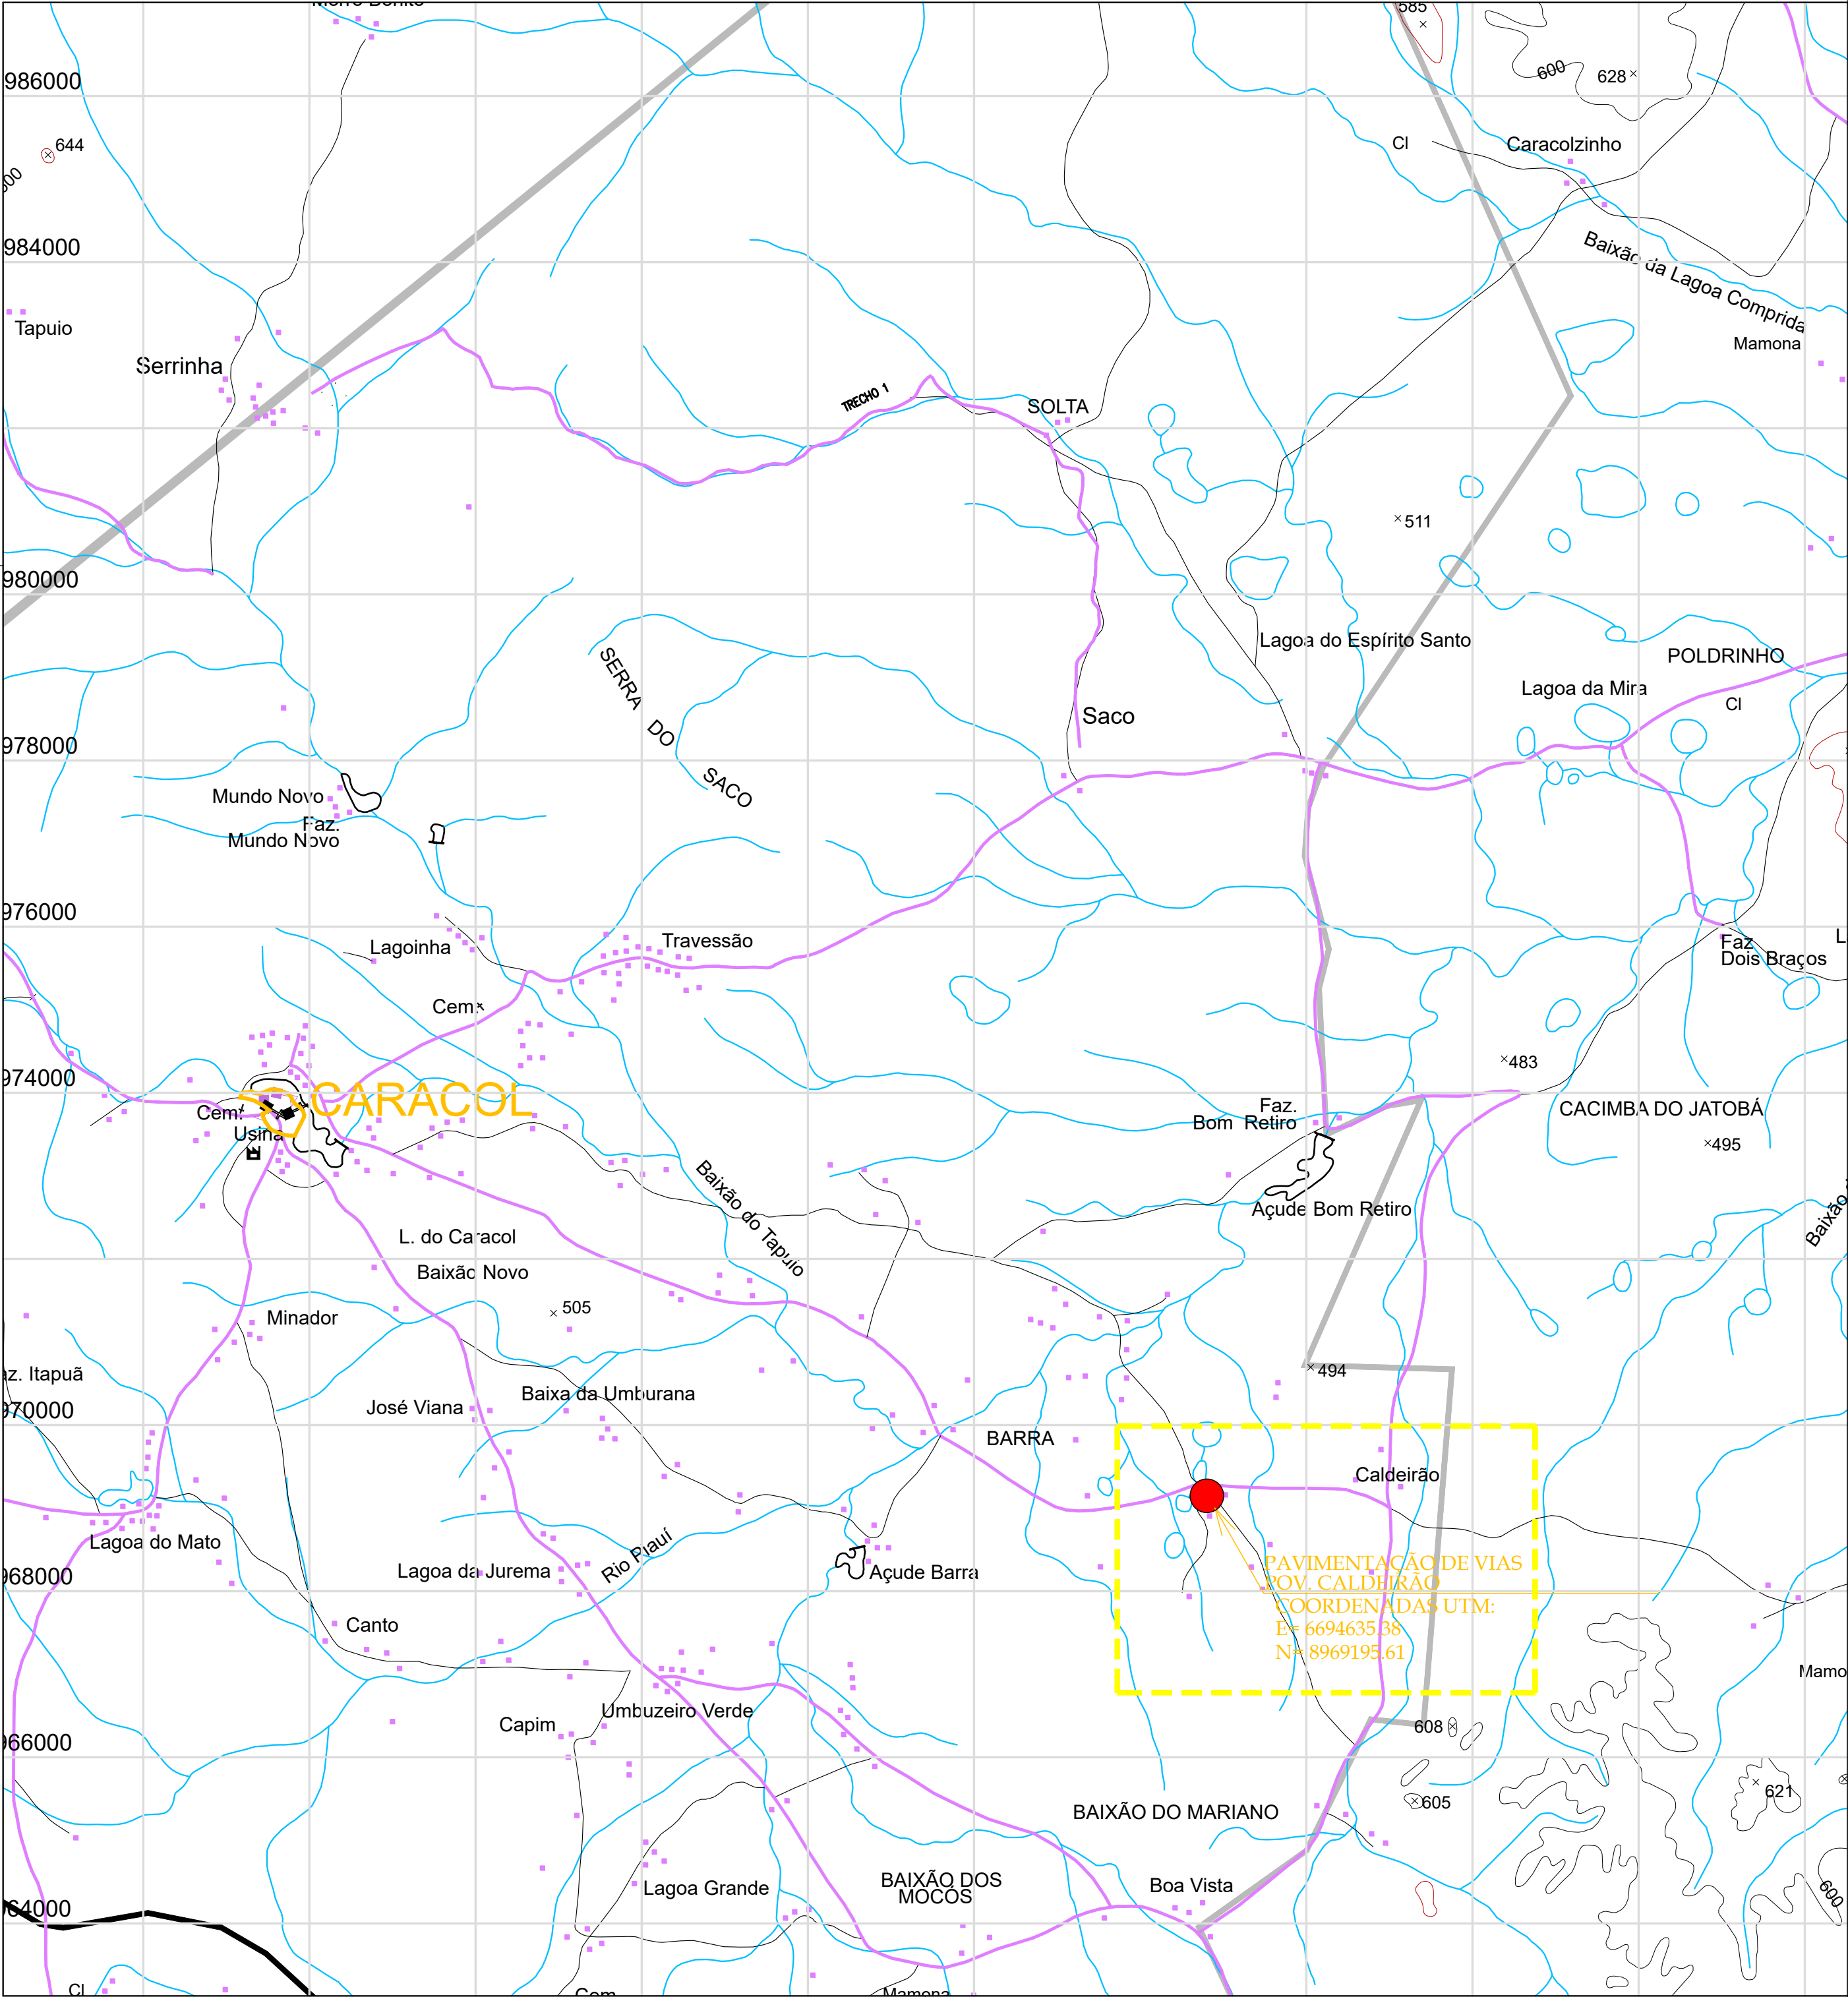 585
986000
600
628
Cl
Caracolzinho
644
984000
Baixão da Lagoa Comprida
Tapuio
Mamona
Serrinha
TRECHO 1
SOLTA
511
980000
Lagoa do Espírito Santo
SERRA DO SACO
POLDRINHO
Lagoa da Mira
Cl
Saco
978000
Mundo Novo
Faz.
Mundo Novo
976000
Lagoinha
Travessão
Faz
Dois Braços
Cem.
483
974000
CARACOL
Cem.
Usina
Faz.
Bom Retiro
CACIMBA DO JATOBÁ
495
Baixão do Tapuio
Açude Bom Retiro
Baixão
L. do Caracol
Baixão Novo
505
Minador
494
az. Itapuã
Baixa da Umburana
José Viana
970000
BARRA
Caldeirão
Lagoa do Mato
Rio Piauí
Lagoa da Jurema
Açude Barra
968000
PAVIMENTAÇÃO DE VIAS
POV. CALDEIRÃO
COORDENADAS UTM:
E= 6694635.38
N= 8969195.61
Canto
Mamo
Umbuzeiro Verde
Capim
608
966000
621
605
BAIXÃO DO MARIANO
BAIXÃO DOS
MOCÓS
Lagoa Grande
Boa Vista
600
964000
Cl
Mamona